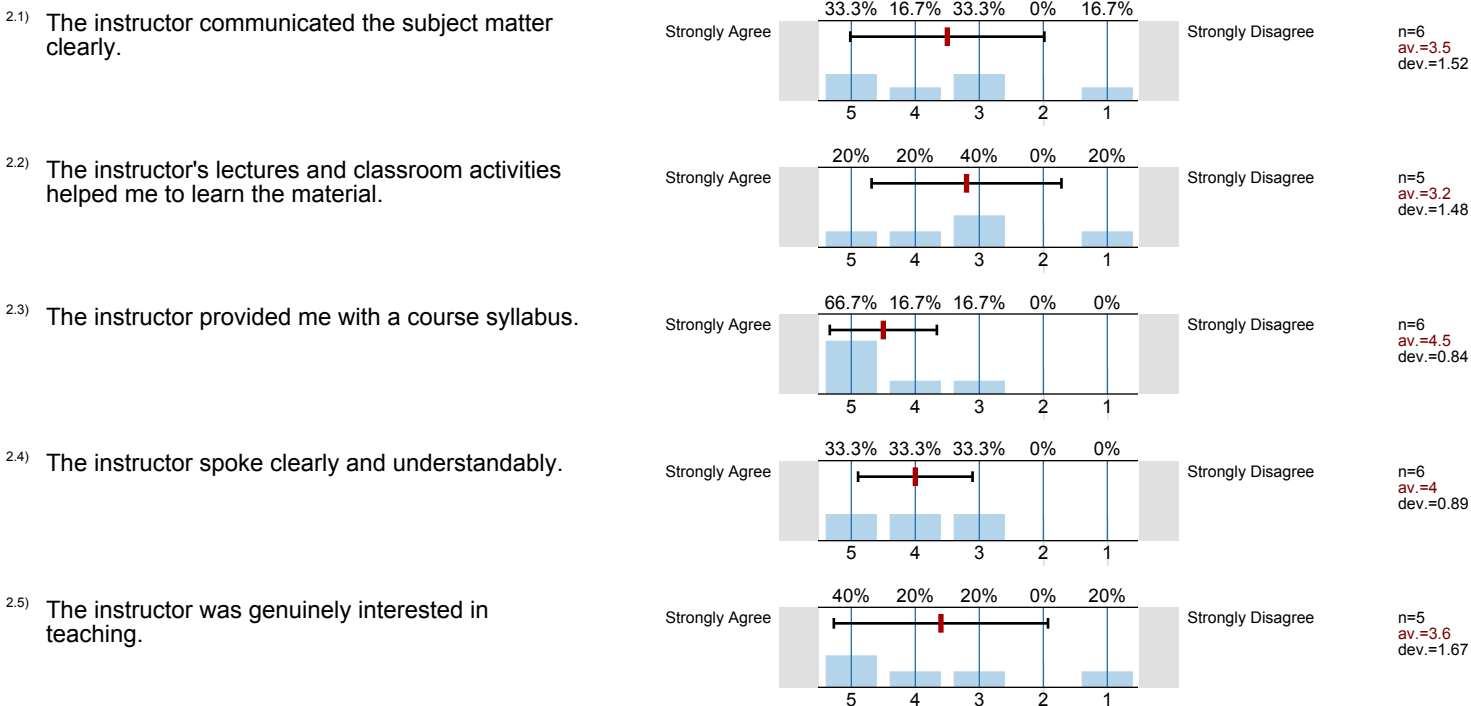 2.1) The instructor communicated the subject matter
clearly.
33.3% 16.7% 33.3% 0% 16.7%
Strongly Agree
Strongly Disagree
n=6
av.=3.5
dev.=1.52
5 4 3 2 1
2.2) The instructor's lectures and classroom activities
helped me to learn the material.
20% 20% 40% 0% 20%
Strongly Agree
Strongly Disagree
n=5
av.=3.2
dev.=1.48
5 4 3 2 1
2.3) The instructor provided me with a course syllabus.
66.7% 16.7% 16.7% 0% 0%
Strongly Agree
Strongly Disagree
n=6
av.=4.5
dev.=0.84
5 4 3 2 1
2.4) The instructor spoke clearly and understandably.
33.3% 33.3% 33.3% 0% 0%
Strongly Agree
Strongly Disagree
n=6
av.=4
dev.=0.89
5 4 3 2 1
2.5) The instructor was genuinely interested in
teaching.
40% 20% 20% 0% 20%
Strongly Agree
Strongly Disagree
n=5
av.=3.6
dev.=1.67
5 4 3 2 1